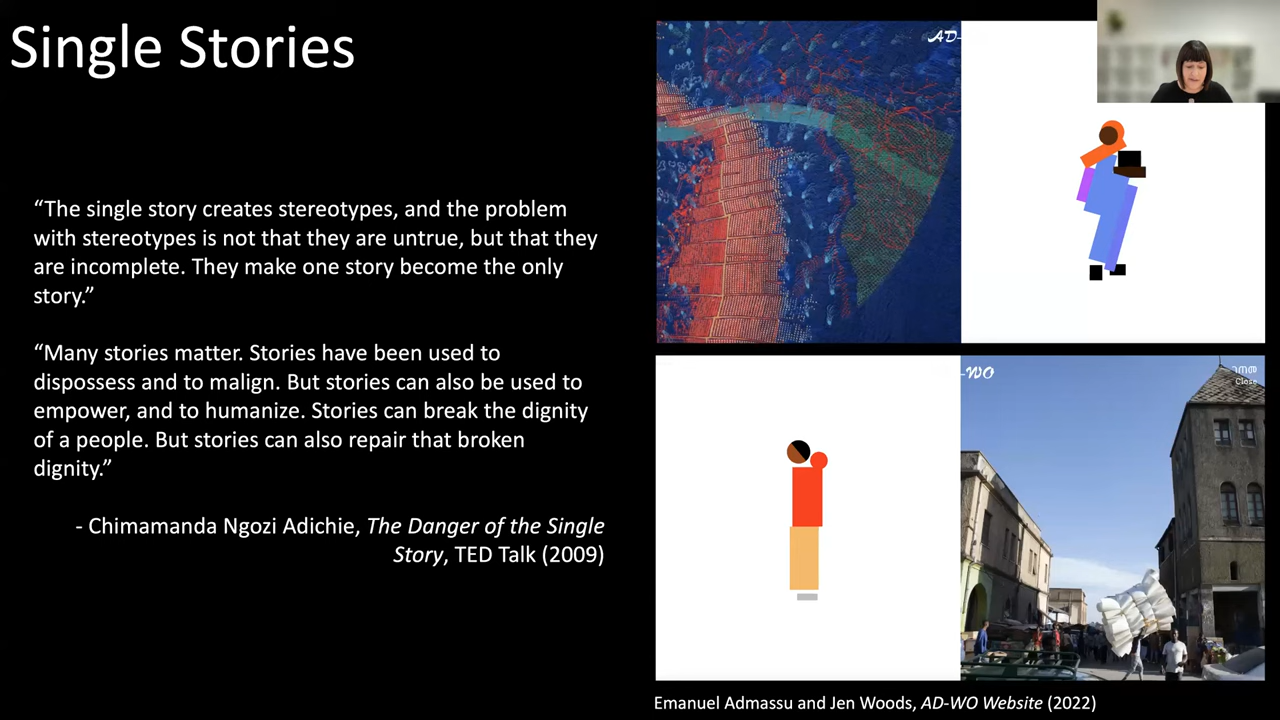 Single Stories
“The single story creates stereotypes, and the problem
with stereotypes is not that they are untrue, but that they
are incomplete. They make one story become the only
story.”
“Many stories matter. Stories have been used to
dispossess and to malign. But stories can also be used to
empower, and to humanize. Stories can break the dignity
of a people. But stories can also repair that broken
dignity.”
- Chimamanda Ngozi Adichie, The Danger of the Single
Story, TED Talk (2009)
AD-
-WO
Close
Emanuel Admassu and Jen Woods, AD-WO Website (2022)